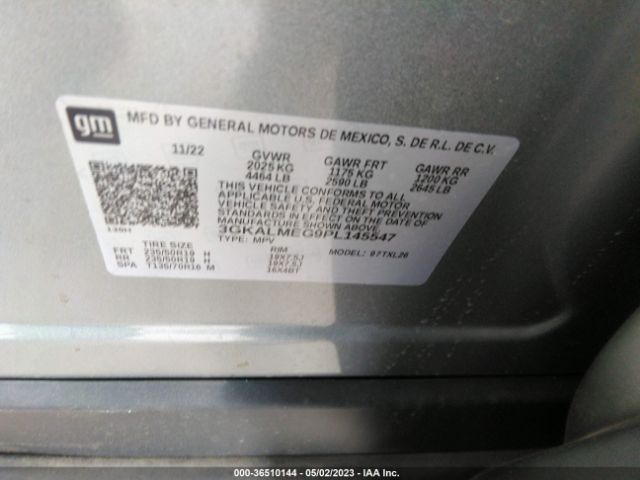 gm
MFD BY GENERAL MOTORS DE MEXICO, S. DE R.L. DE C.V.
11/22 GVWR GAWR FRT GAWR RR
2025 KG 1175 KG 1200 KG
4464 LB 2590 LB 2645 LB
THIS VEHICLE CONFORMS TO ALL
APPLICABLE U.S. FEDERAL MOTOR
VEHICLE SAFETY AND THEFT PREVENTION
STANDARDS IN EFFECT ON THE DATE OF
MANUFACTURE SHOWN ABOVE.
3GKALMEG9PL145547
TYPE: MPV MODEL: 97TXL26
TIRE SIZE RIM
FRT 235/50R19 H 19X7.5J
RR 235/50R19 H 19X7.5J
SPA T135/70R16 M 16X4BT
000-36510144 - 05/02/2023 - IAA Inc.